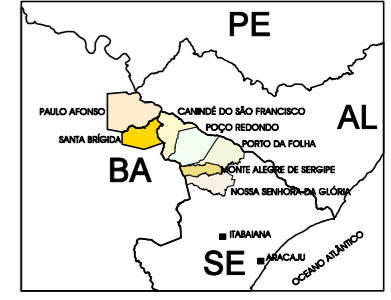 PE
PAULO AFONSO
CANINDÉ DO SÃO FRANCISCO
AL
POÇO REDONDO
SANTA BRÍGIDA
PORTO DA FOLHA
BA
MONTE ALEGRE DE SERGIPE
NOSSA SENHORA DA GLÓRIA
ITABAIANA
SE
ARACAJU
OCEANO ATLÂNTICO